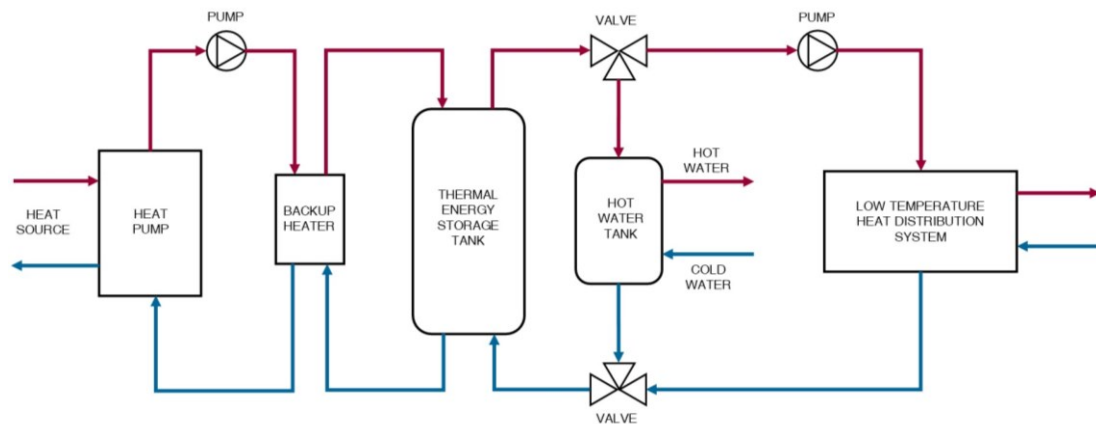 PUMP
VALVE
PUMP
HEAT
SOURCE
HEAT
PUMP
BACKUP
HEATER
THERMAL
ENERGY
STORAGE
TANK
HOT
WATER
TANK
HOT
WATER
COLD
WATER
LOW TEMPERATURE
HEAT DISTRIBUTION
SYSTEM
VALVE